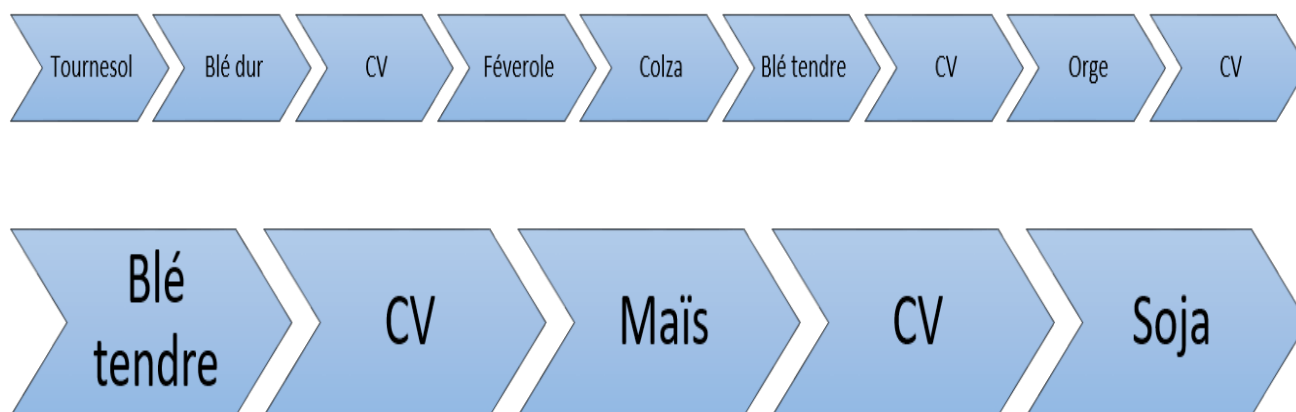 Tournesol Blé dur CV Féverole Colza Blé tendre CV Orge CV
Blé
tendre
CV
Maïs
CV
Soja